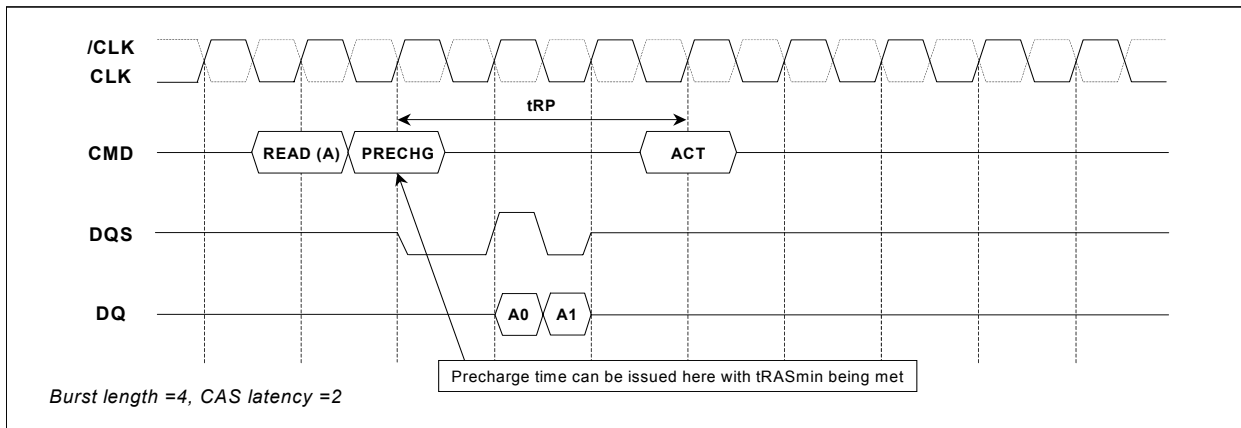 /CLK
CLK
tRP
CMD READ (A) PRECHG ACT
DQS
DQ A0 A1
Precharge time can be issued here with tRASmin being met
Burst length =4, CAS latency =2